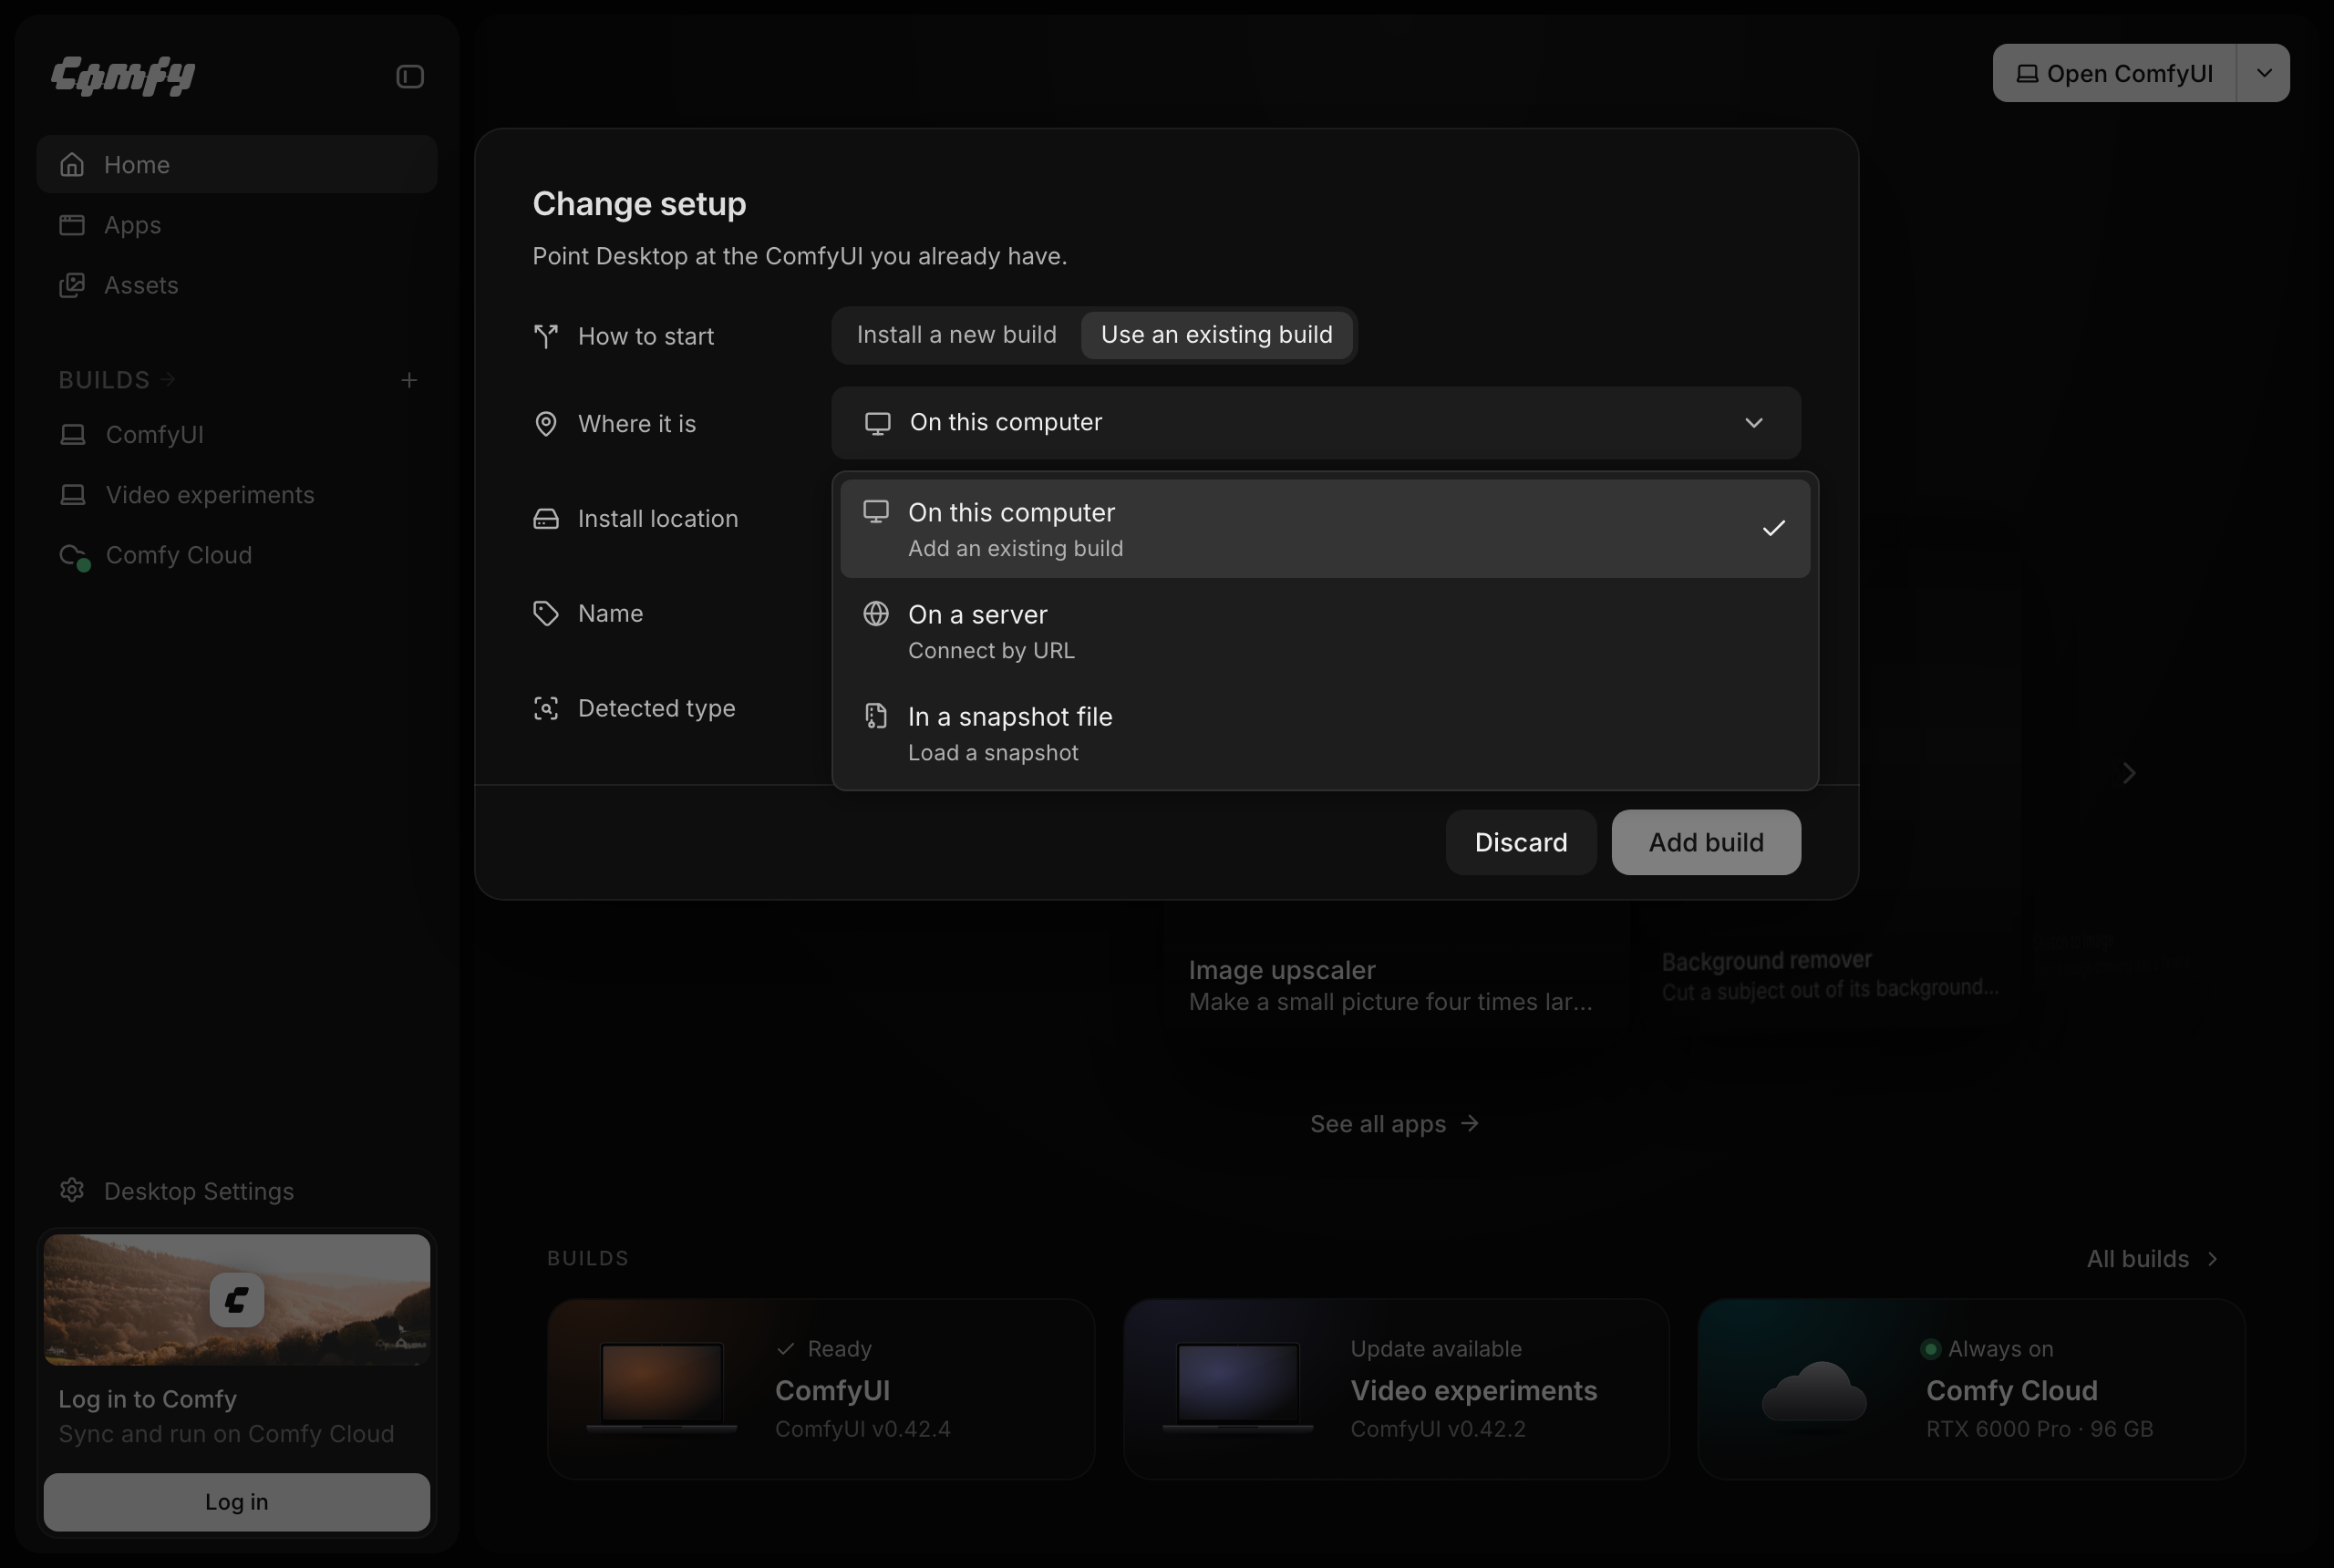 Comfy
Open ComfyUI
Home
Apps
Assets
BUILDS
ComfyUI
Video experiments
Comfy Cloud
Change setup
Point Desktop at the ComfyUI you already have.
How to start
Install a new build
Use an existing build
Where it is
On this computer
Install location
On this computer
Add an existing build
On a server
Connect by URL
Name
In a snapshot file
Load a snapshot
Detected type
Discard
Add build
Image upscaler
Make a small picture four times lar...
Background remover
Cut a subject out of its background...
See all apps
Desktop Settings
Log in to Comfy
Sync and run on Comfy Cloud
Log in
BUILDS
All builds
Ready
ComfyUI
ComfyUI v0.42.4
Update available
Video experiments
ComfyUI v0.42.2
Always on
Comfy Cloud
RTX 6000 Pro · 96 GB